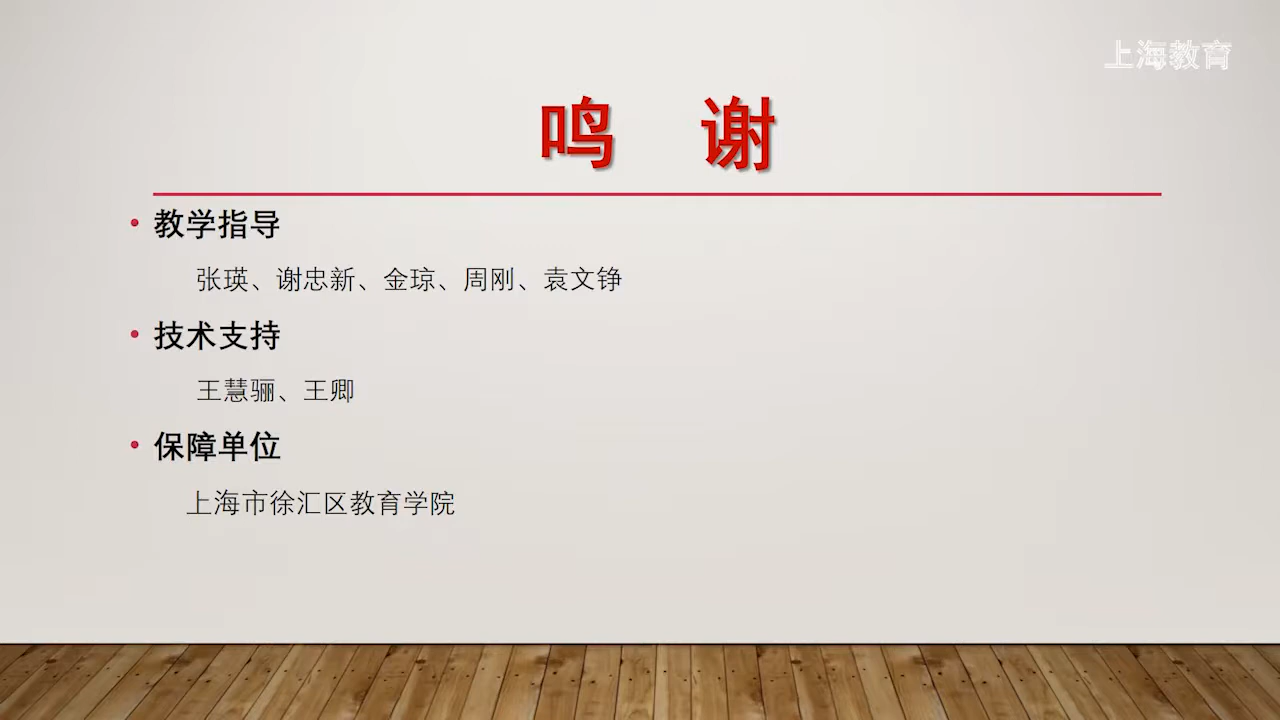 上海教育
鸣 谢
• 教学指导
张瑛、谢忠新、金琼、周刚、袁文铮
• 技术支持
王慧骊、王卿
• 保障单位
上海市徐汇区教育学院